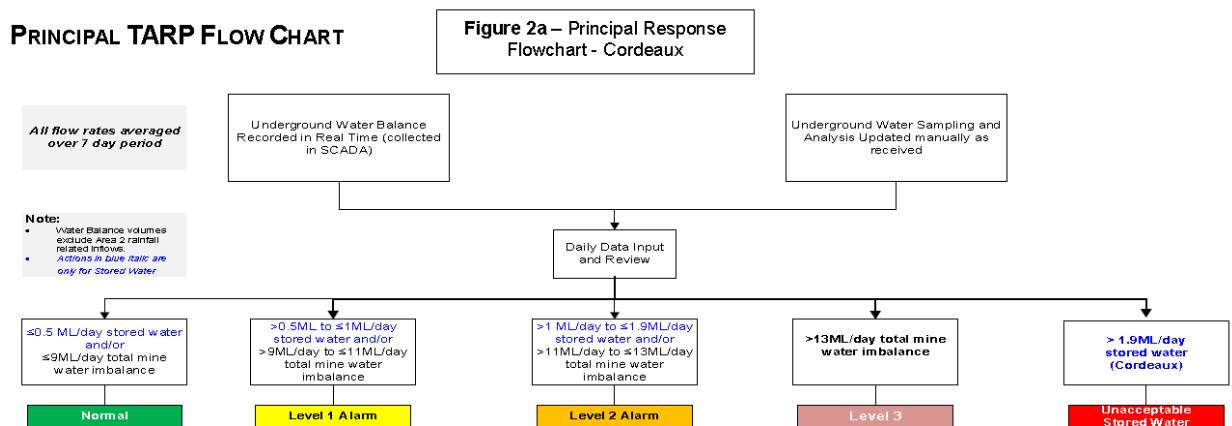 PRINCIPAL TARP FLOW CHART
Figure 2a – Principal Response
Flowchart - Cordeaux
All flow rates averaged
over 7 day period
Underground Water Balance
Recorded in Real Time (collected
in SCADA)
Underground Water Sampling and
Analysis Updated manually as
received
Note:
• Water Balance volumes
exclude Area 2 rainfall
related inflows.
• Actions in blue italic are
only for Stored Water
Daily Data Input
and Review
≤0.5 ML/day stored water
and/or
≤9ML/day total mine
water imbalance
>0.5ML to ≤1ML/day
stored water and/or
>9ML/day to ≤11ML/day
total mine water
imbalance
>1 ML/day to ≤1.9ML/day
stored water and/or
>11ML/day to ≤13ML/day
total mine water
imbalance
>13ML/day total mine
water imbalance
> 1.9ML/day
stored water
(Cordeaux)
Normal
Level 1 Alarm
Level 2 Alarm
Level 3
Unacceptable
Stored Water